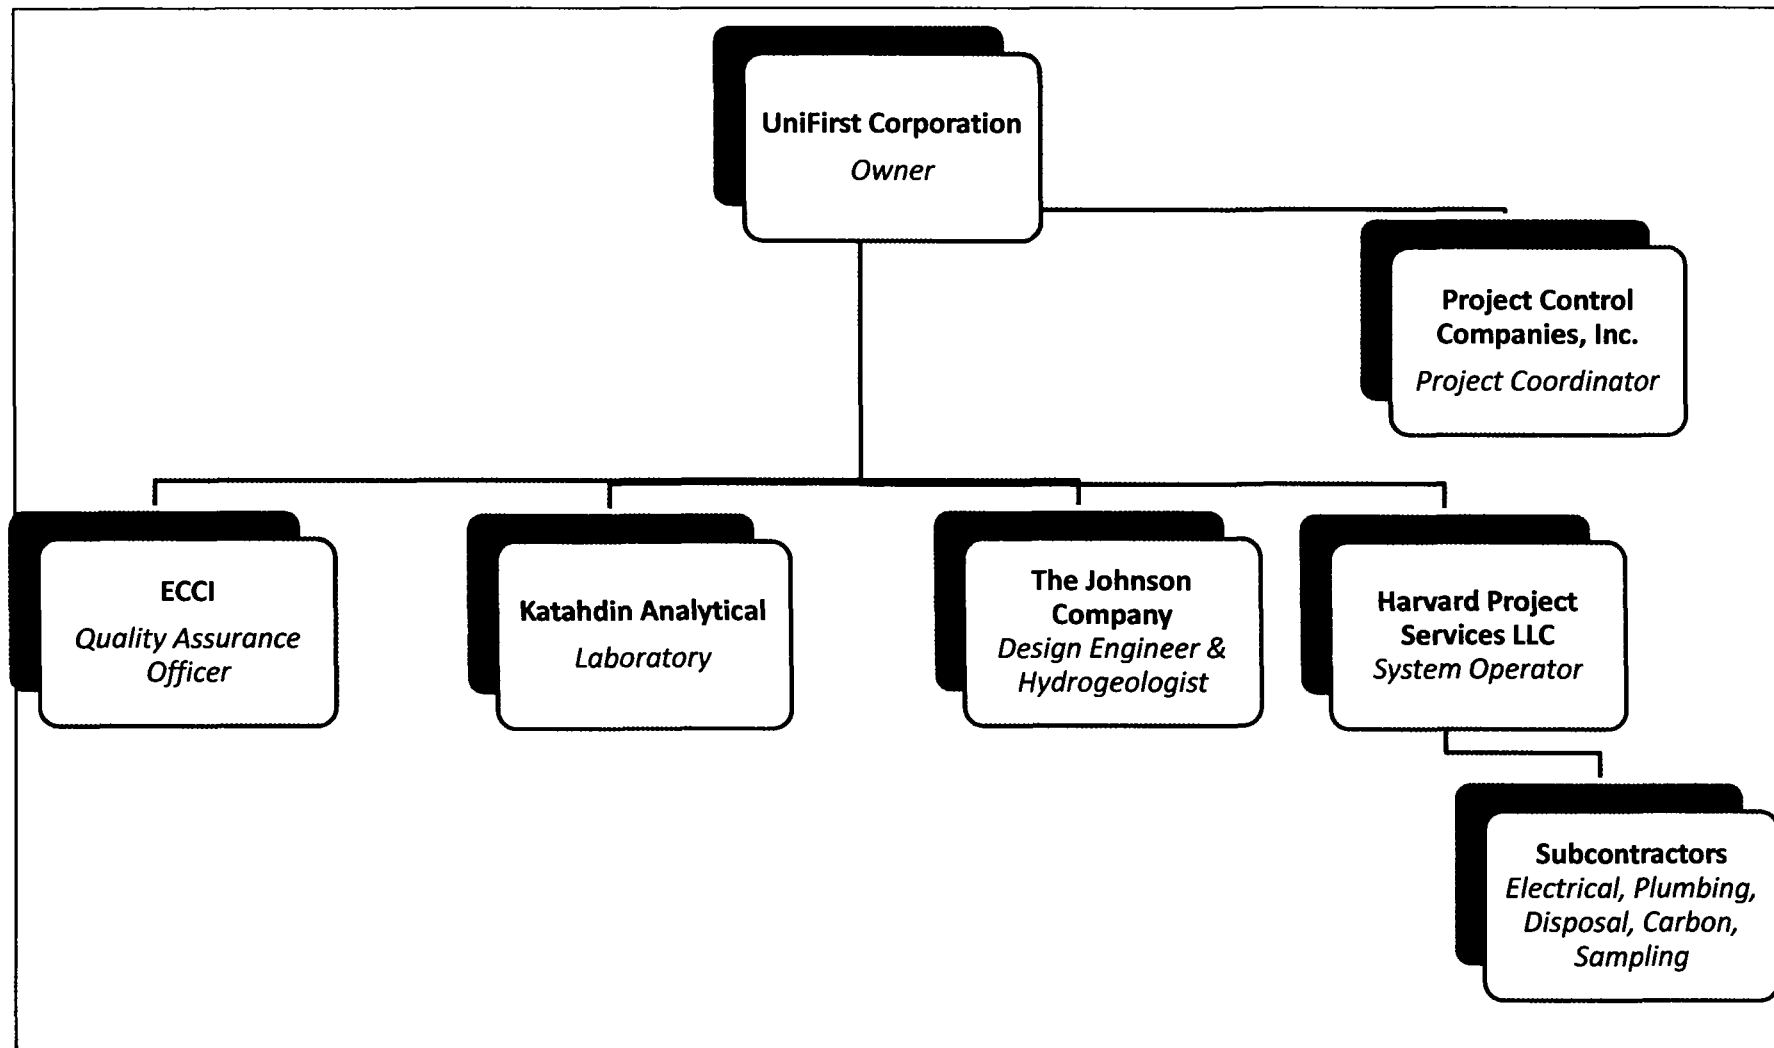 UniFirst Corporation
Owner
Project Control
Companies, Inc.
Project Coordinator
ECCI
Quality Assurance
Officer
Katahdin Analytical
Laboratory
The Johnson
Company
Design Engineer &
Hydrogeologist
Harvard Project
Services LLC
System Operator
Subcontractors
Electrical, Plumbing,
Disposal, Carbon,
Sampling